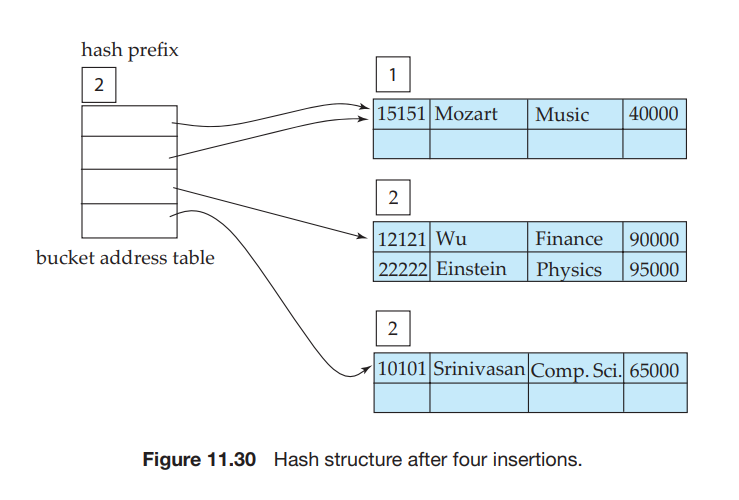 hash prefix
2
bucket address table
1
15151 Mozart Music 40000
2
12121 Wu Finance 90000
22222 Einstein Physics 95000
2
10101 Srinivasan Comp. Sci. 65000
Figure 11.30 Hash structure after four insertions.